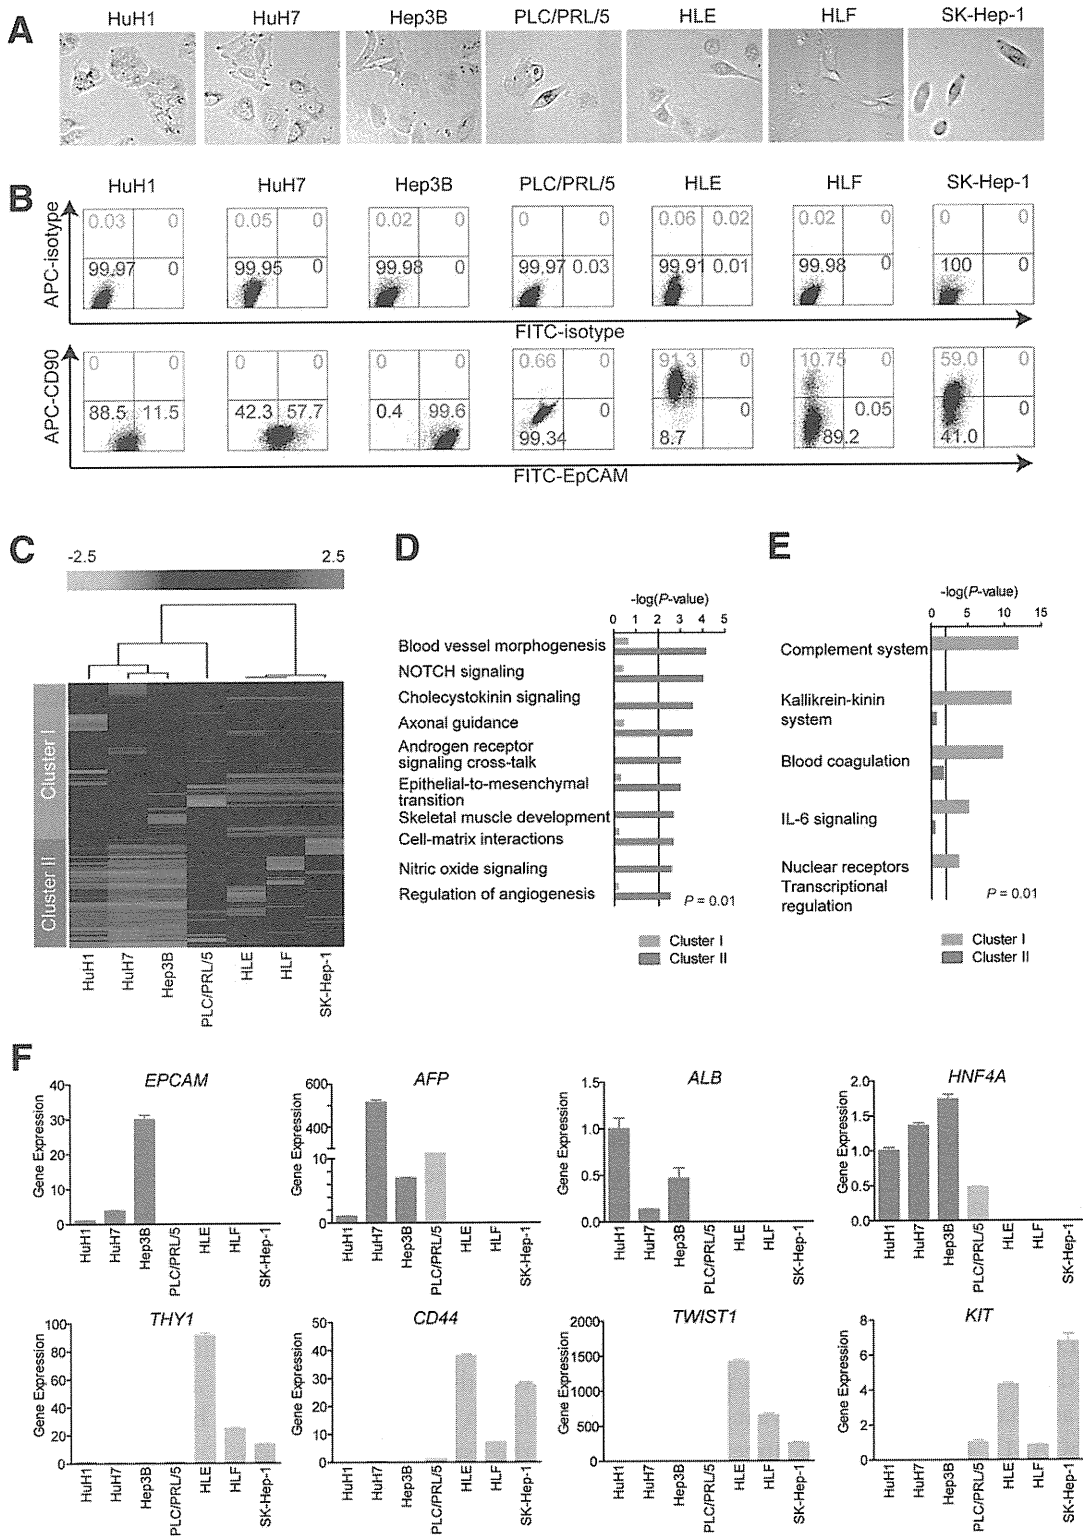 A
HuH1 HuH7 Hep3B PLC/PRL/5 HLE HLF SK-Hep-1
B
HuH1 HuH7 Hep3B PLC/PRL/5 HLE HLF SK-Hep-1
APC-isotype
0.03 0 0.05 0 0.02 0 0 0 0.06 0.02 0.02 0 0 0
99.97 0 99.95 0 99.98 0 99.97 0.03 99.91 0.01 99.98 0 100 0
FITC-isotype
APC-CD90
0 0 0 0 0 0 0.66 0 91.3 0 10.75 0 59.0 0
88.5 11.5 42.3 57.7 0.4 99.6 0 0 0.05 0
99.34 8.7 89.2 41.0
FITC-EpCAM
C
-2.5 2.5
Cluster I
Cluster II
HuH1 HuH7 Hep3B PLC/PRL/5 HLE HLF SK-Hep-1
D
-log(P-value)
0 1 2 3 4 5
Blood vessel morphogenesis
NOTCH signaling
Cholecystokinin signaling
Axonal guidance
Androgen receptor
signaling cross-talk
Epithelial-to-mesenchymal
transition
Skeletal muscle development
Cell-matrix interactions
Nitric oxide signaling
Regulation of angiogenesis
P = 0.01
Cluster I
Cluster II
E
-log(P-value)
0 5 10 15
Complement system
Kallikrein-kinin
system
Blood coagulation
IL-6 signaling
Nuclear receptors
Transcriptional
regulation
P = 0.01
Cluster I
Cluster II
F
EPCAM
Gene Expression
40
30
20
10
0
HuH1 HuH7 Hep3B PLC/PRL/5 HLE HLF SK-Hep-1
AFP
Gene Expression
600
400
10
0
HuH1 HuH7 Hep3B PLC/PRL/5 HLE HLF SK-Hep-1
ALB
Gene Expression
1.5
1.0
0.5
0.0
HuH1 HuH7 Hep3B PLC/PRL/5 HLE HLF SK-Hep-1
HNF4A
Gene Expression
2.0
1.5
1.0
0.5
0.0
HuH1 HuH7 Hep3B PLC/PRL/5 HLE HLF SK-Hep-1
THY1
Gene Expression
100
80
60
40
20
0
HuH1 HuH7 Hep3B PLC/PRL/5 HLE HLF SK-Hep-1
CD44
Gene Expression
50
40
30
20
10
0
HuH1 HuH7 Hep3B PLC/PRL/5 HLE HLF SK-Hep-1
TWIST1
Gene Expression
2000
1500
1000
500
0
HuH1 HuH7 Hep3B PLC/PRL/5 HLE HLF SK-Hep-1
KIT
Gene Expression
8
6
4
2
0
HuH1 HuH7 Hep3B PLC/PRL/5 HLE HLF SK-Hep-1